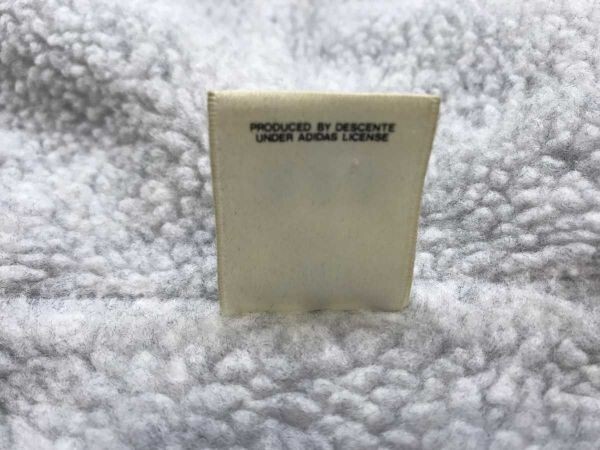 PRODUCED BY DESCENTE
UNDER ADIDAS LICENSE